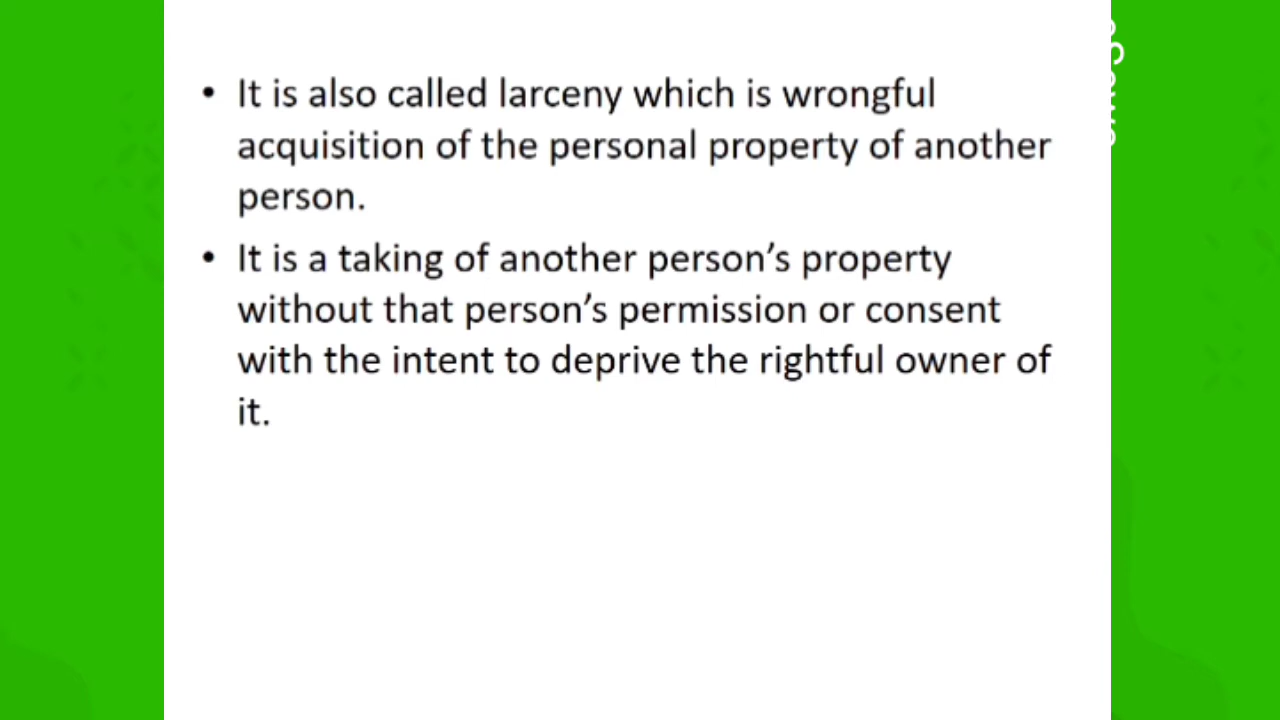 • It is also called larceny which is wrongful
acquisition of the personal property of another
person.
• It is a taking of another person’s property
without that person’s permission or consent
with the intent to deprive the rightful owner of
it.